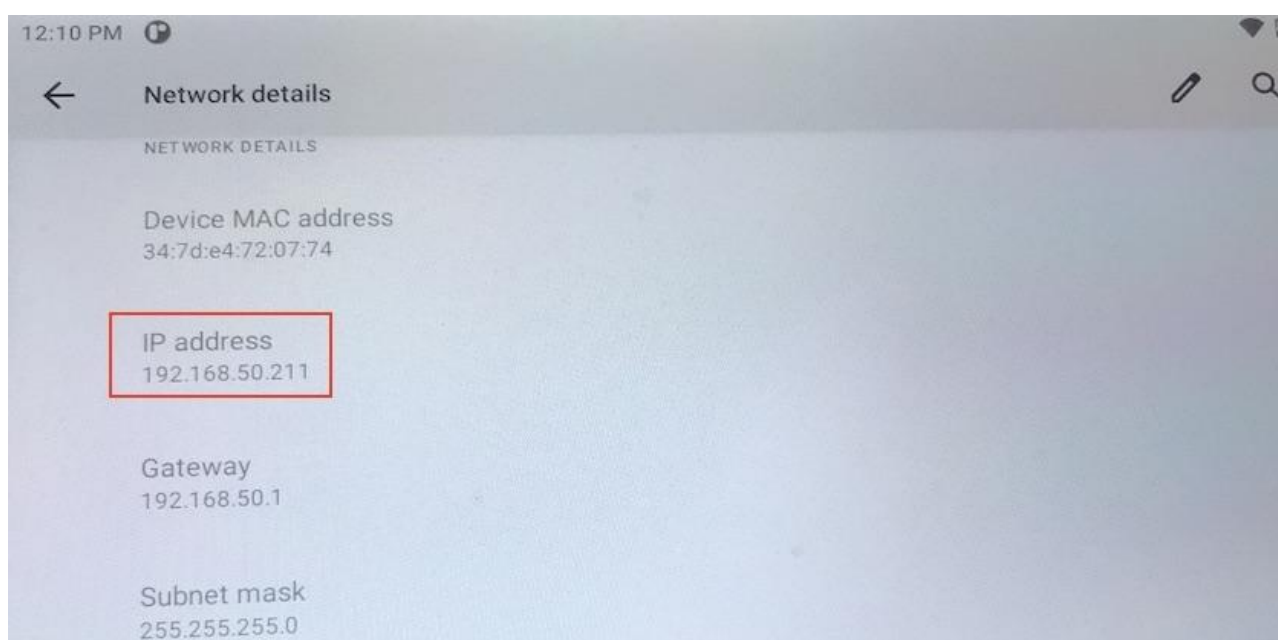 12:10 PM
Network details
NETWORK DETAILS
Device MAC address
34:7d:e4:72:07:74
IP address
192.168.50.211
Gateway
192.168.50.1
Subnet mask
255.255.255.0